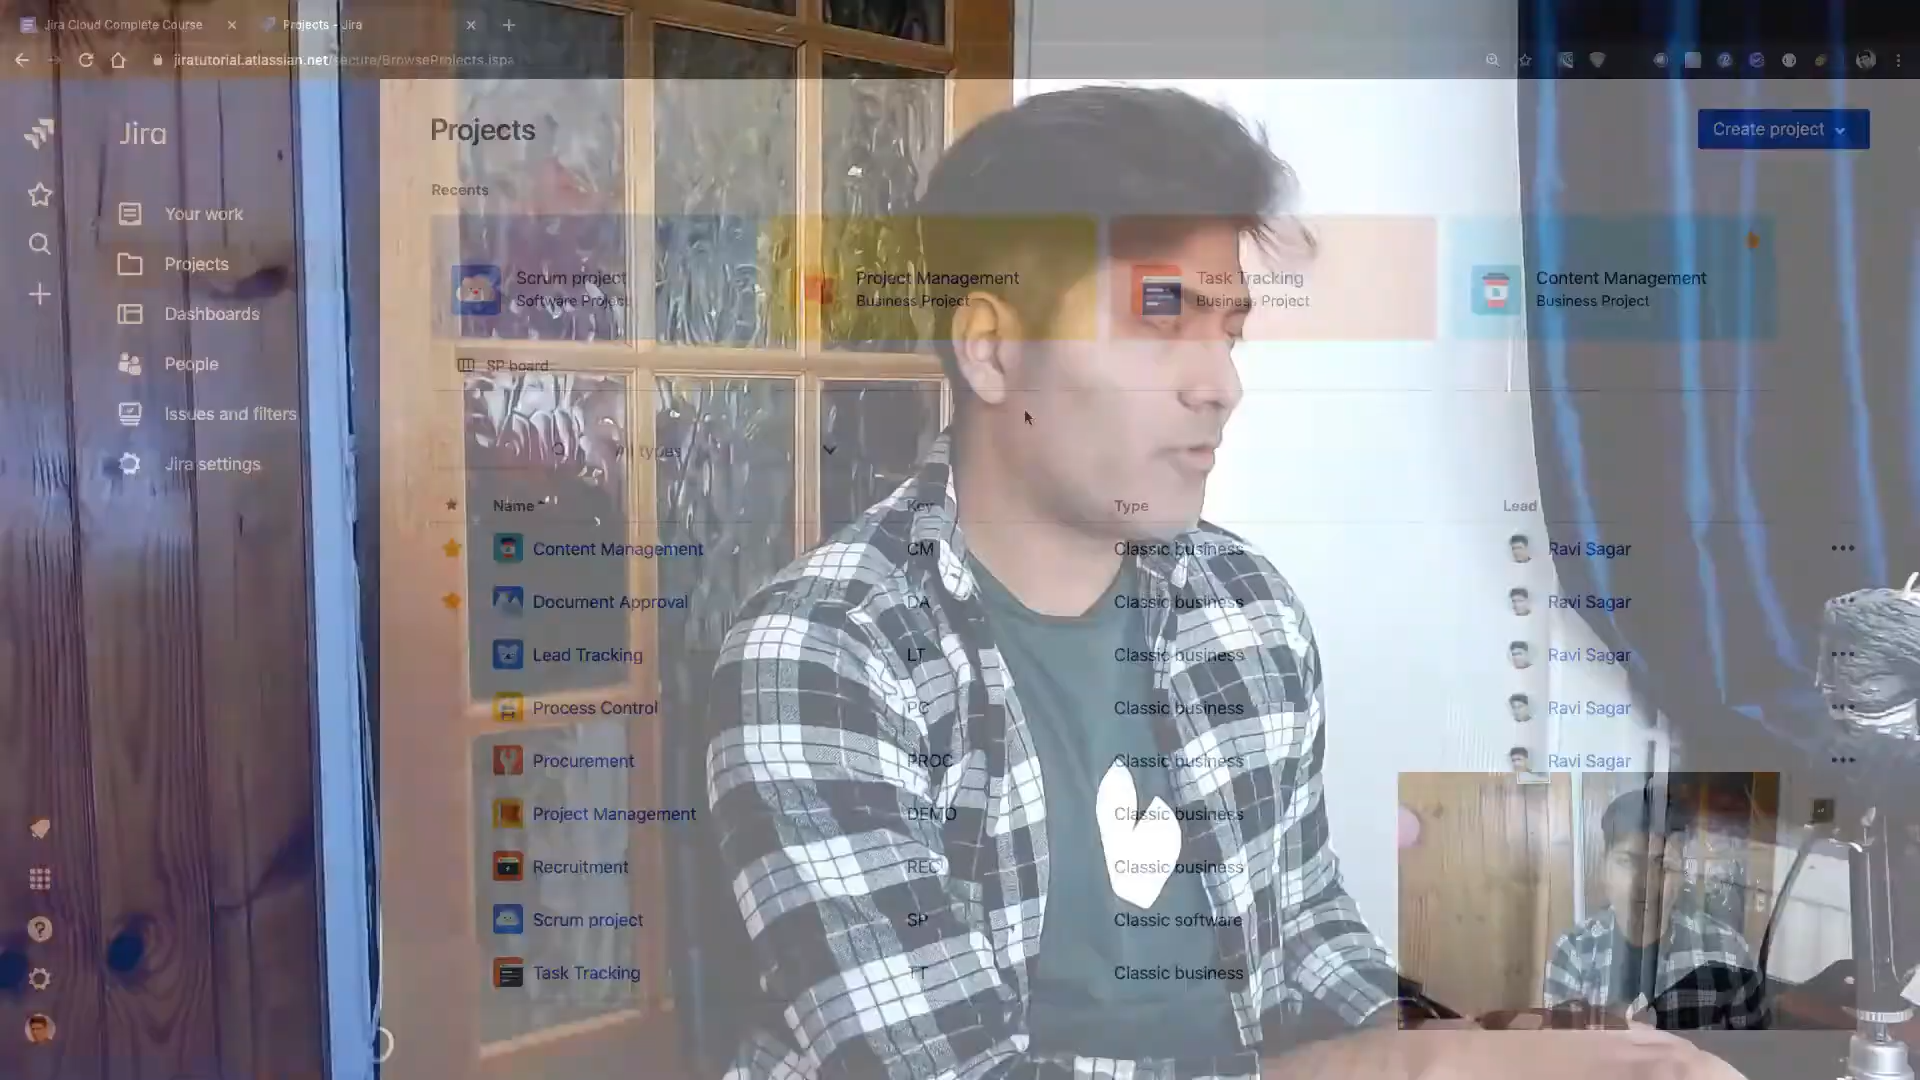 Jira Cloud Complete Course
Projects - Jira
jiratutorial.atlassian.net/secure/BrowseProjects.jspa
Jira
Your work
Projects
Dashboards
People
Issues and filters
Jira settings
Projects
Create project
Recents
Scrum project
Software Project
Project Management
Business Project
Task Tracking
Business Project
Content Management
Business Project
SP board
All types
Name Key Type Lead
Content Management CM Classic business Ravi Sagar
Document Approval DA Classic business Ravi Sagar
Lead Tracking LT Classic business Ravi Sagar
Process Control PC Classic business Ravi Sagar
Procurement PROC Classic business Ravi Sagar
Project Management DEMO Classic business
Recruitment REC Classic business
Scrum project SP Classic software
Task Tracking TT Classic business